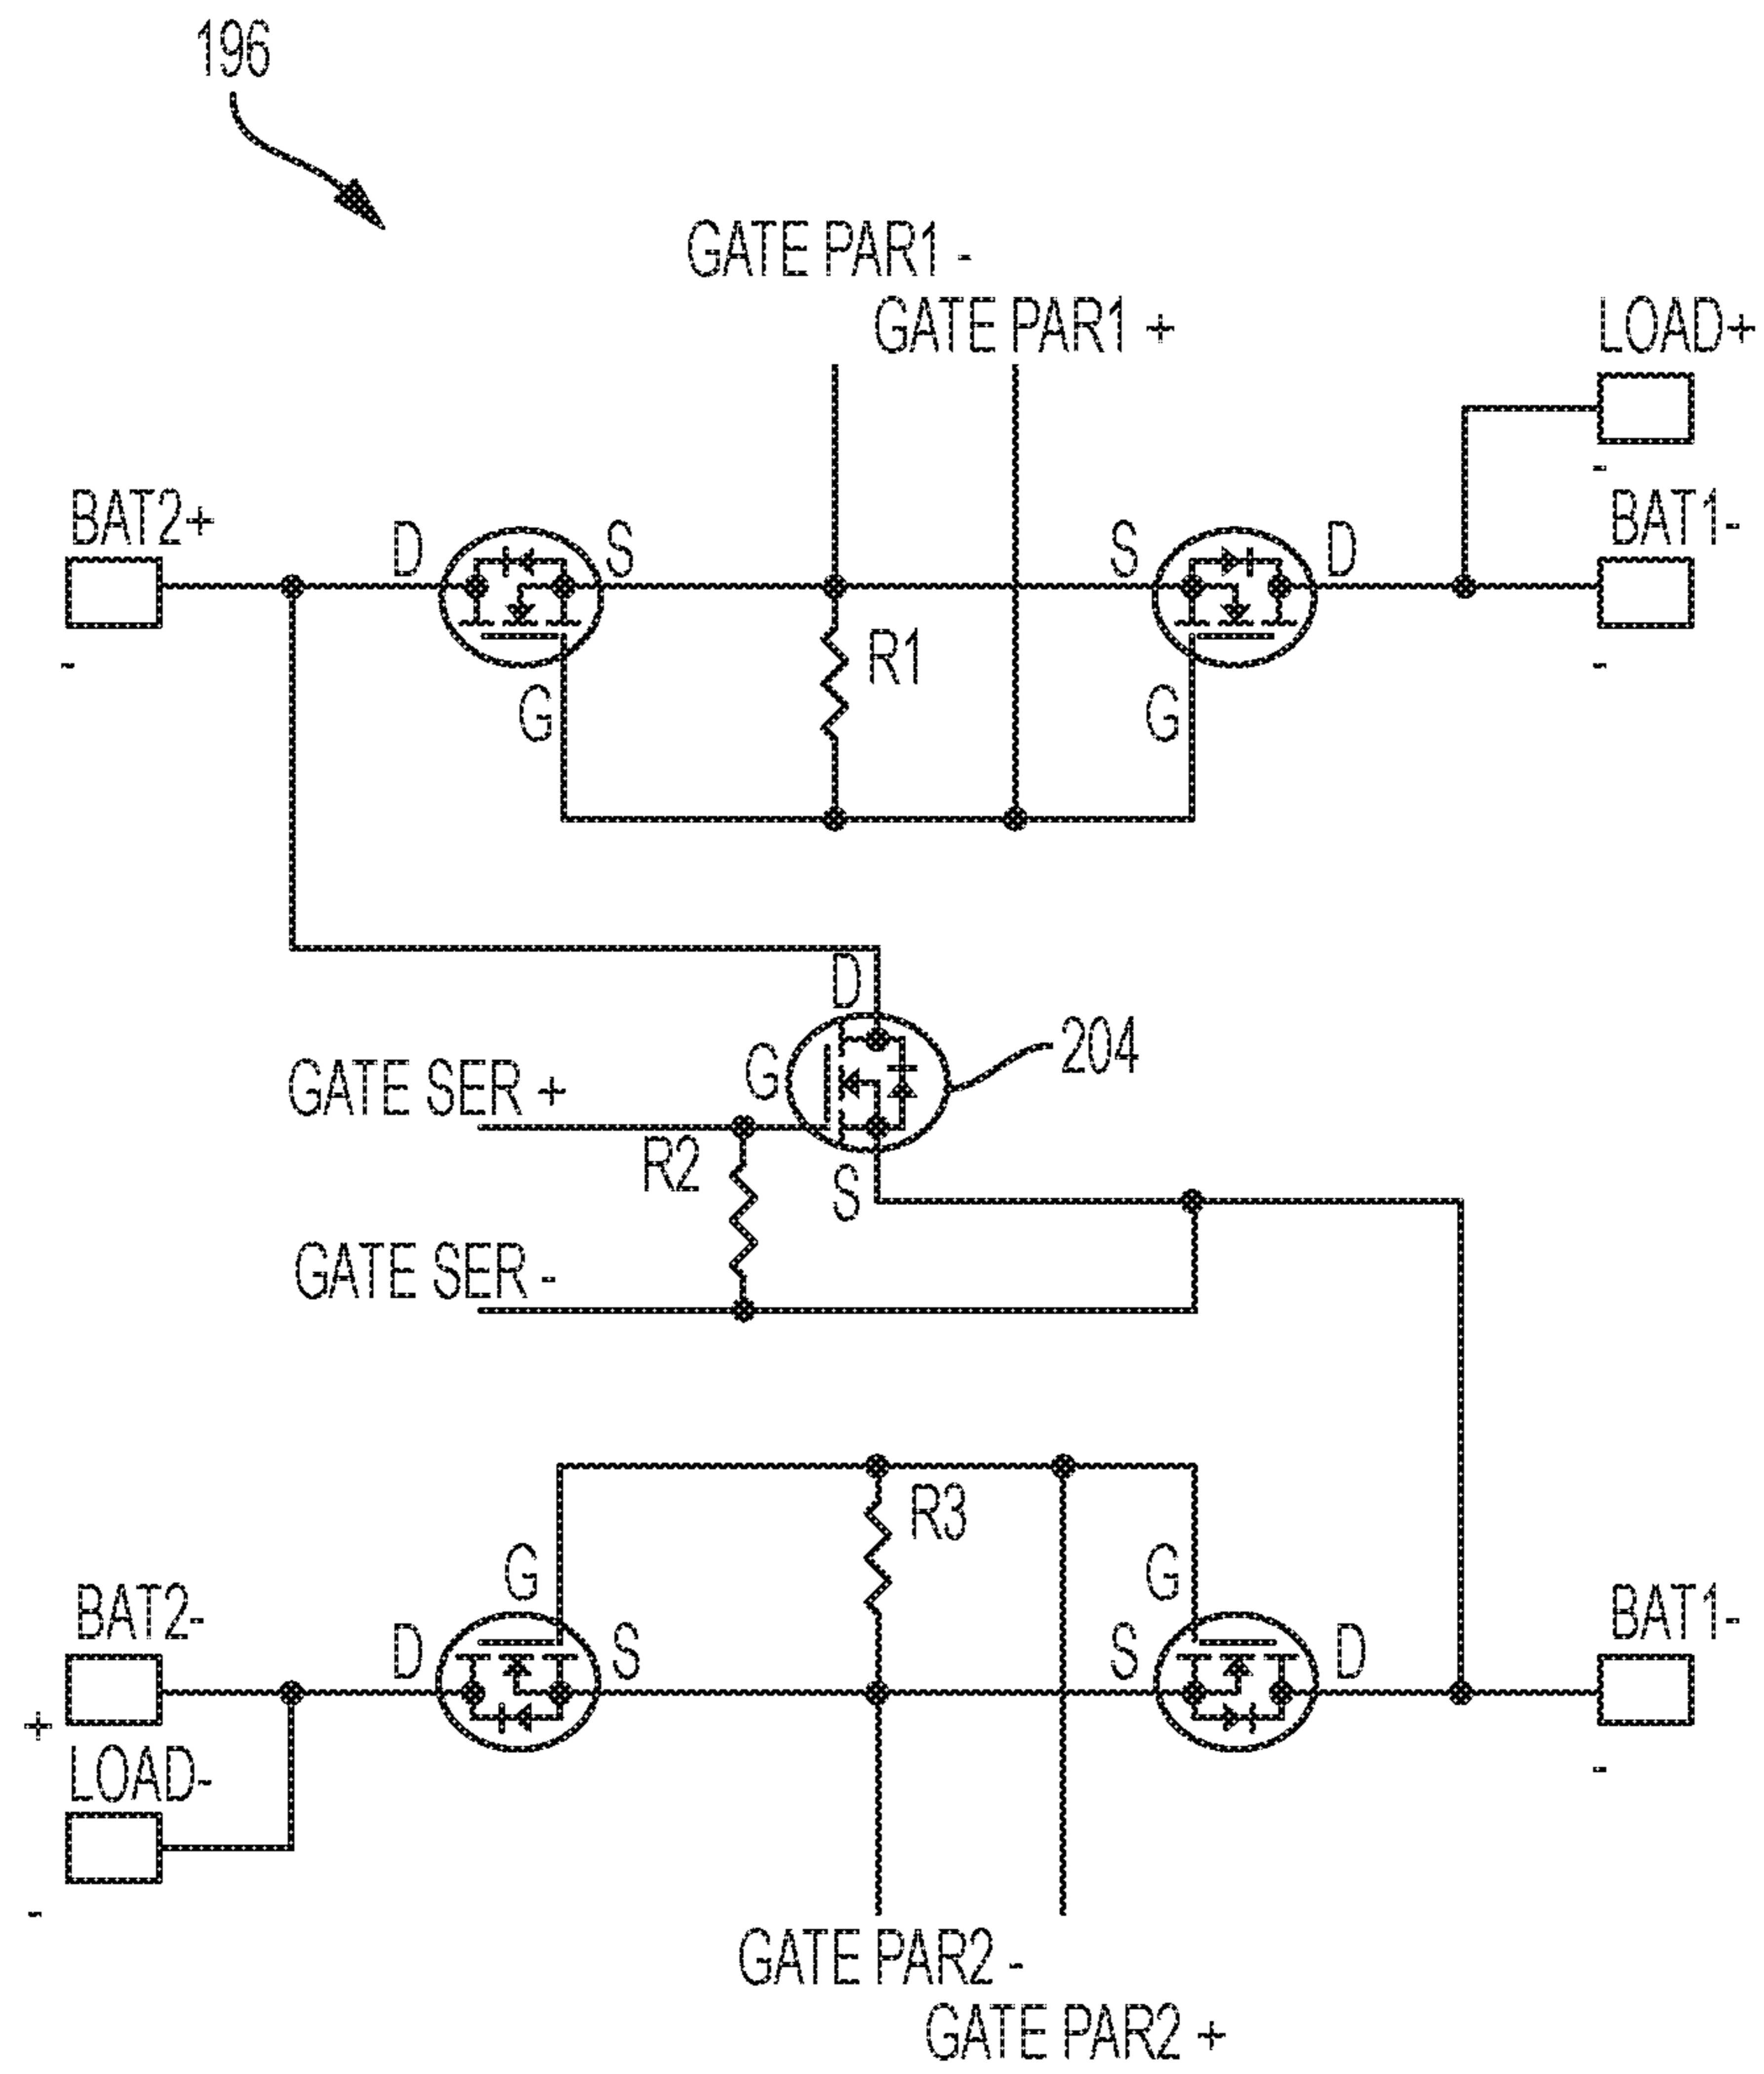 196
GATE PAR1 -
GATE PAR1 +
LOAD+
-
BAT2+
D
S
S
D
BAT1-
-
-
R1
G
G
D
G
204
GATE SER +
R2
S
GATE SER -
R3
G
G
BAT2-
D
S
S
D
BAT1-
+
LOAD-
-
-
GATE PAR2 -
GATE PAR2 +